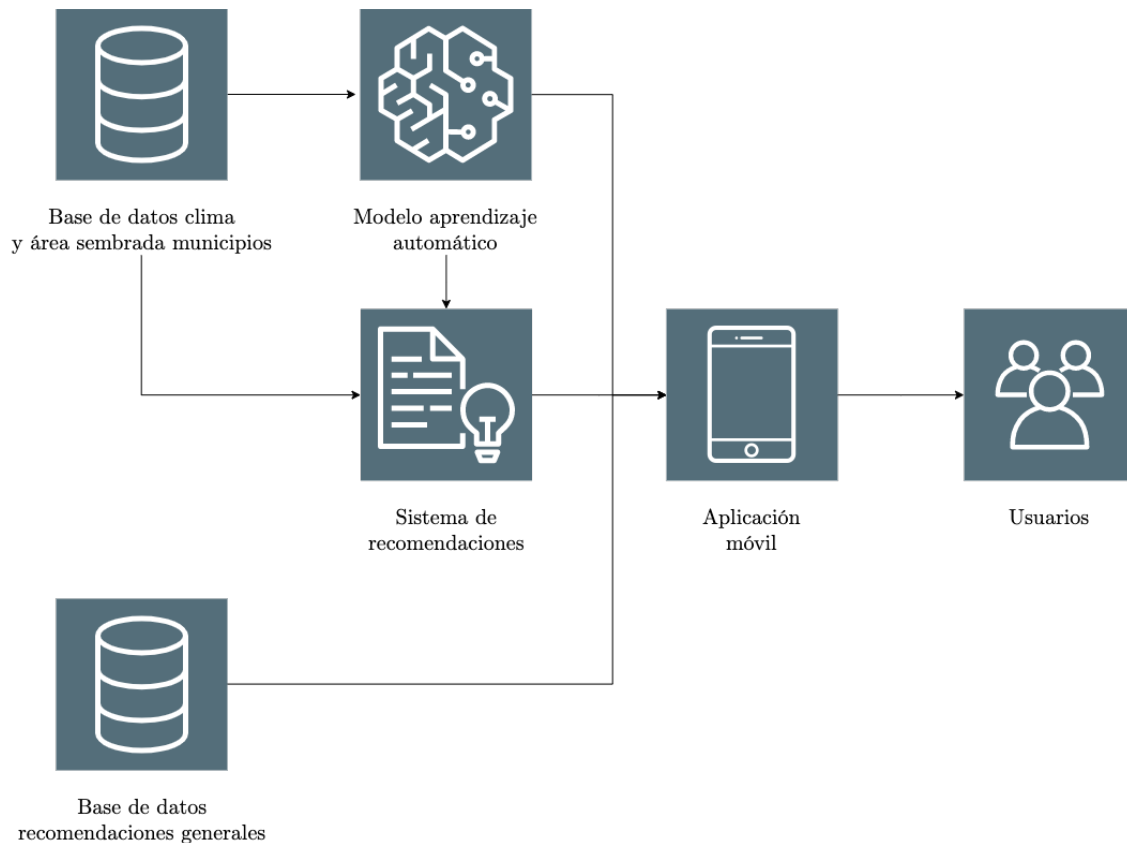 Base de datos clima
y área sembrada municipios
Modelo aprendizaje
automático
Sistema de
recomendaciones
Aplicación
móvil
Usuarios
Base de datos
recomendaciones generales